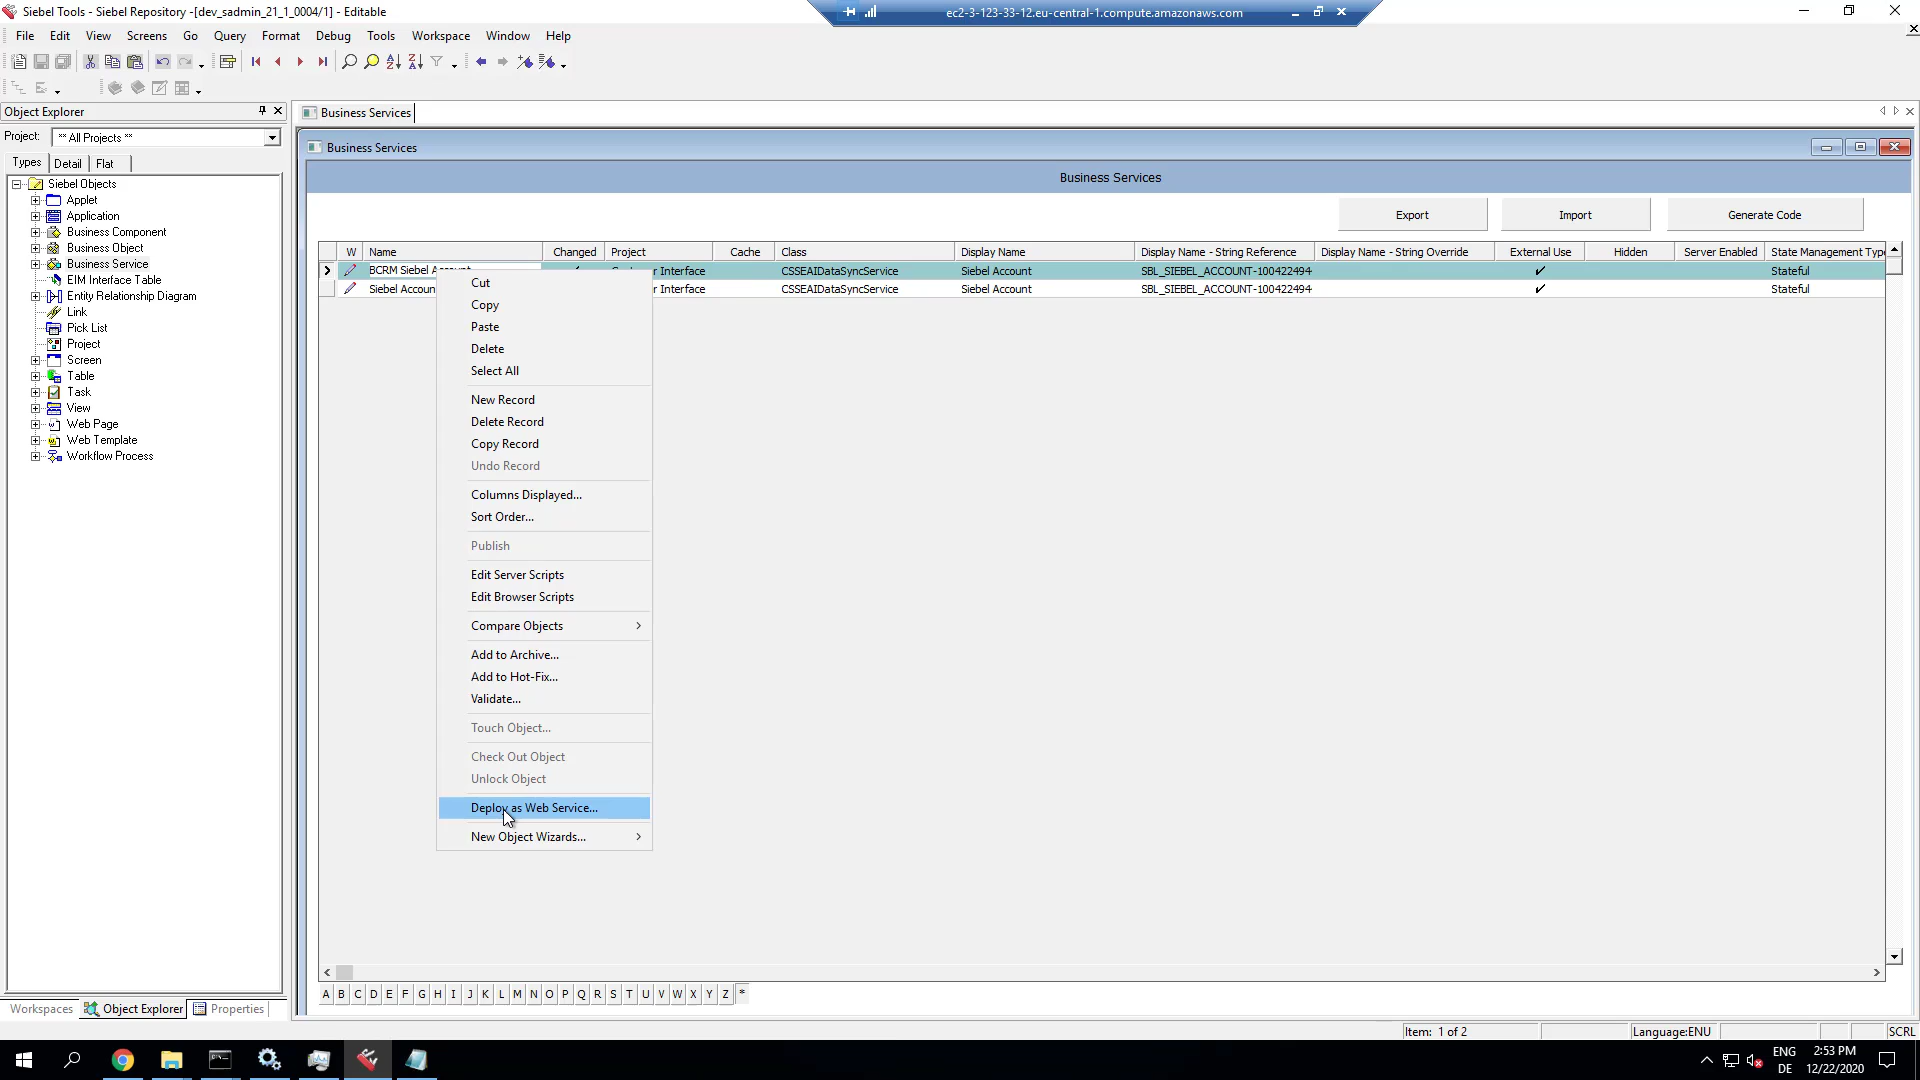 Siebel Tools - Siebel Repository -[dev_sadmin_21_1_0004/1] - Editable
ec2-3-123-33-12.eu-central-1.compute.amazonaws.com
File Edit View Screens Go Query Format Debug Tools Workspace Window Help
Object Explorer
Project: ** All Projects **
Types Detail Flat
Siebel Objects
Applet
Application
Business Component
Business Object
Business Service
EIM Interface Table
Entity Relationship Diagram
Link
Pick List
Project
Screen
Table
Task
View
Web Page
Web Template
Workflow Process
Workspaces Object Explorer Properties
Business Services
Business Services
Business Services
Export Import Generate Code
W Name Changed Project Cache Class Display Name Display Name - String Reference Display Name - String Override External Use Hidden Server Enabled State Management Type
BCRM Siebel Account Interface CSSEAIDataSyncService Siebel Account SBL_SIEBEL_ACCOUNT-100422494 ✓ Stateful
Siebel Accoun r Interface CSSEAIDataSyncService Siebel Account SBL_SIEBEL_ACCOUNT-100422494 ✓ Stateful
Cut
Copy
Paste
Delete
Select All
New Record
Delete Record
Copy Record
Undo Record
Columns Displayed...
Sort Order...
Publish
Edit Server Scripts
Edit Browser Scripts
Compare Objects
Add to Archive...
Add to Hot-Fix...
Validate...
Touch Object...
Check Out Object
Unlock Object
Deploy as Web Service...
New Object Wizards...
A B C D E F G H I J K L M N O P Q R S T U V W X Y Z *
Item: 1 of 2 Language:ENU SCRL
ENG
DE
2:53 PM
12/22/2020